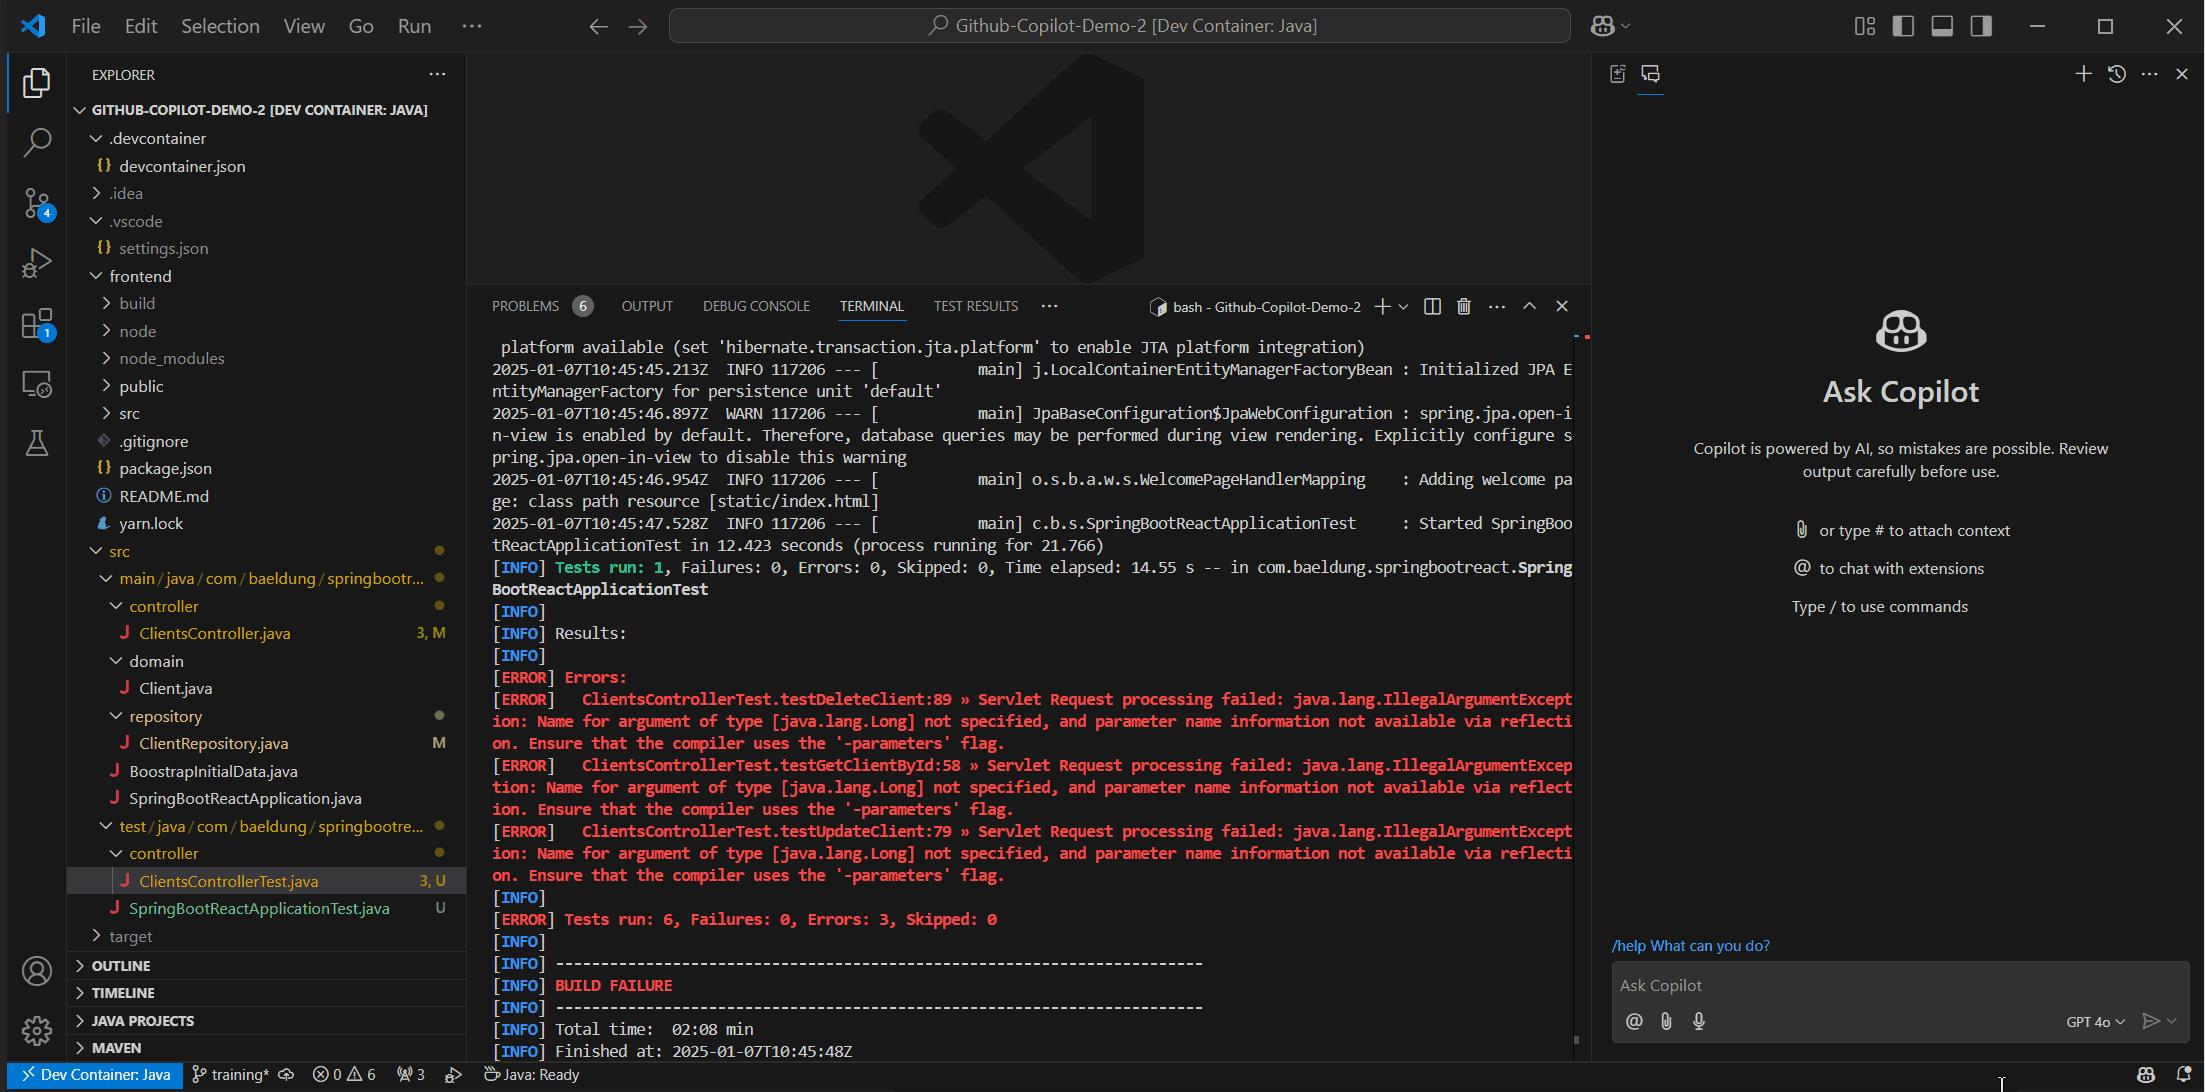 File Edit Selection View Go Run ···
Github-Copilot-Demo-2 [Dev Container: Java]
EXPLORER
GITHUB-COPILOT-DEMO-2 [DEV CONTAINER: JAVA]
.devcontainer
{} devcontainer.json
.idea
.vscode
{} settings.json
frontend
build
node
node_modules
public
src
.gitignore
{} package.json
README.md
yarn.lock
src
main/java/com/baeldung/springbootr...
controller
J ClientsController.java 3, M
domain
J Client.java
repository
J ClientRepository.java M
J BoostrapInitialData.java
J SpringBootReactApplication.java
test/java/com/baeldung/springbootre...
controller
J ClientsControllerTest.java 3, U
J SpringBootReactApplicationTest.java U
target
OUTLINE
TIMELINE
JAVA PROJECTS
MAVEN
4
1
PROBLEMS 6 OUTPUT DEBUG CONSOLE TERMINAL TEST RESULTS ···
bash - Github-Copilot-Demo-2
platform available (set 'hibernate.transaction.jta.platform' to enable JTA platform integration)
2025-01-07T10:45:45.213Z  INFO 117206 --- [           main] j.LocalContainerEntityManagerFactoryBean : Initialized JPA E
ntityManagerFactory for persistence unit 'default'
2025-01-07T10:45:46.897Z  WARN 117206 --- [           main] JpaBaseConfiguration$JpaWebConfiguration : spring.jpa.open-i
n-view is enabled by default. Therefore, database queries may be performed during view rendering. Explicitly configure s
pring.jpa.open-in-view to disable this warning
2025-01-07T10:45:46.954Z  INFO 117206 --- [           main] o.s.b.a.w.s.WelcomePageHandlerMapping    : Adding welcome pa
ge: class path resource [static/index.html]
2025-01-07T10:45:47.528Z  INFO 117206 --- [           main] c.b.s.SpringBootReactApplicationTest     : Started SpringBoo
tReactApplicationTest in 12.423 seconds (process running for 21.766)
[INFO] Tests run: 1, Failures: 0, Errors: 0, Skipped: 0, Time elapsed: 14.55 s -- in com.baeldung.springbootreact.Spring
BootReactApplicationTest
[INFO]
[INFO] Results:
[INFO]
[ERROR] Errors:
[ERROR]   ClientsControllerTest.testDeleteClient:89 » Servlet Request processing failed: java.lang.IllegalArgumentExcept
ion: Name for argument of type [java.lang.Long] not specified, and parameter name information not available via reflecti
on. Ensure that the compiler uses the '-parameters' flag.
[ERROR]   ClientsControllerTest.testGetClientById:58 » Servlet Request processing failed: java.lang.IllegalArgumentExcep
tion: Name for argument of type [java.lang.Long] not specified, and parameter name information not available via reflect
ion. Ensure that the compiler uses the '-parameters' flag.
[ERROR]   ClientsControllerTest.testUpdateClient:79 » Servlet Request processing failed: java.lang.IllegalArgumentExcept
ion: Name for argument of type [java.lang.Long] not specified, and parameter name information not available via reflecti
on. Ensure that the compiler uses the '-parameters' flag.
[INFO]
[ERROR] Tests run: 6, Failures: 0, Errors: 3, Skipped: 0
[INFO]
[INFO] ------------------------------------------------------------------------
[INFO] BUILD FAILURE
[INFO] ------------------------------------------------------------------------
[INFO] Total time:  02:08 min
[INFO] Finished at: 2025-01-07T10:45:48Z
Ask Copilot
Copilot is powered by AI, so mistakes are possible. Review
output carefully before use.
or type # to attach context
@ to chat with extensions
Type / to use commands
/help What can you do?
Ask Copilot
@ GPT 4o
Dev Container: Java training* 0 6 3 Java: Ready